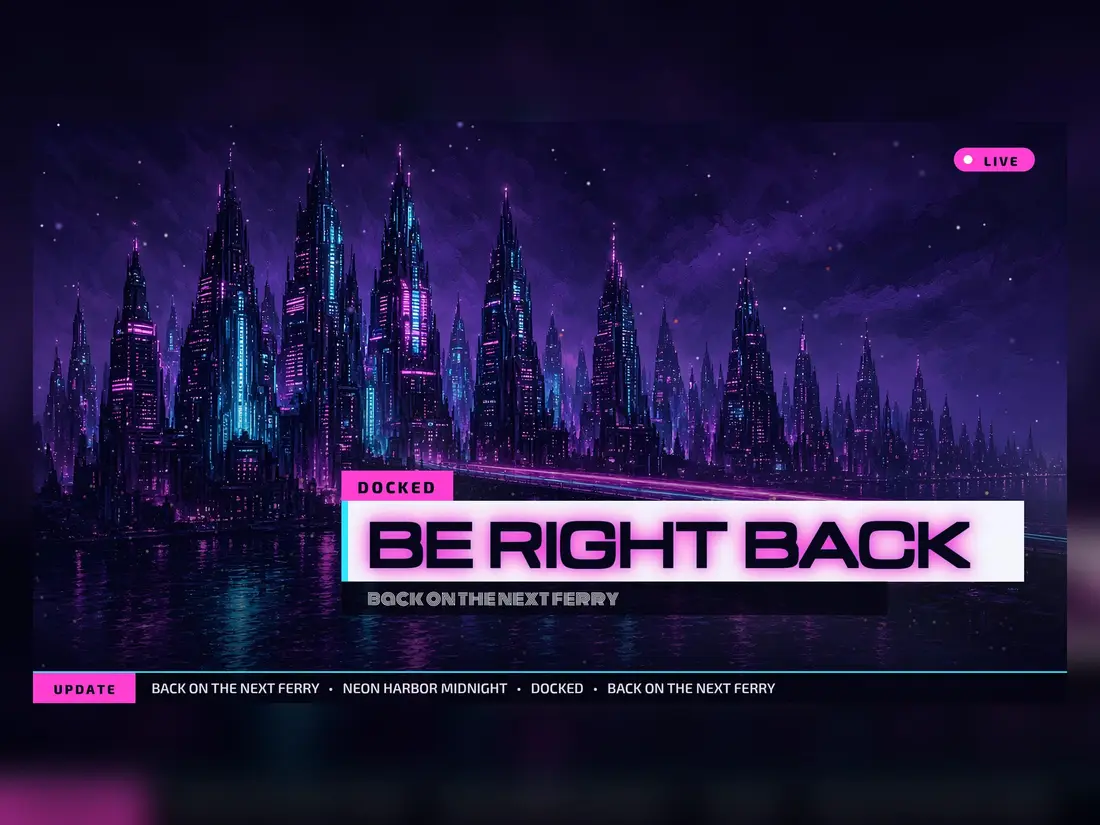 LIVE
DOCKED
BE RIGHT BACK
BACK ON THE NEXT FERRY
UPDATE
BACK ON THE NEXT FERRY • NEON HARBOR MIDNIGHT • DOCKED • BACK ON THE NEXT FERRY